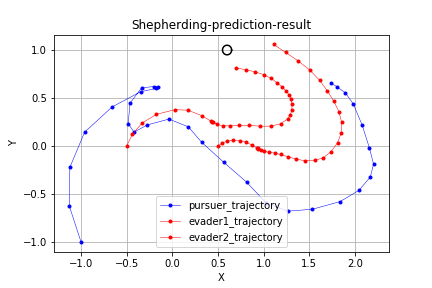 Shepherding-prediction-result
1.0
0.5
0.0
−0.5
−1.0
Y
pursuer_trajectory
evader1_trajectory
evader2_trajectory
−1.0 −0.5 0.0 0.5 1.0 1.5 2.0
X